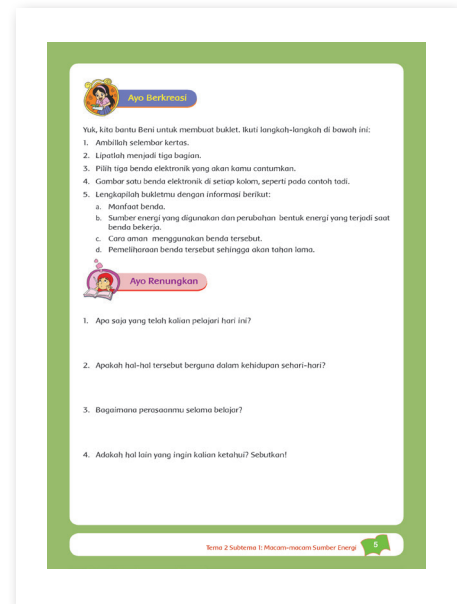 Ayo Berkreasi
Yuk, kita bantu Beni untuk membuat buklet. Ikuti langkah-langkah di bawah ini:
1. Ambillah selembar kertas.
2. Lipatlah menjadi tiga bagian.
3. Pilih tiga benda elektronik yang akan kamu cantumkan.
4. Gambar satu benda elektronik di setiap kolom, seperti pada contoh tadi.
5. Lengkapilah bukletmu dengan informasi berikut:
a. Manfaat benda.
b. Sumber energi yang digunakan dan perubahan bentuk energi yang terjadi saat
benda bekerja.
c. Cara aman menggunakan benda tersebut.
d. Pemeliharaan benda tersebut sehingga akan tahan lama.
Ayo Renungkan
1. Apa saja yang telah kalian pelajari hari ini?
2. Apakah hal-hal tersebut berguna dalam kehidupan sehari-hari?
3. Bagaimana perasaanmu selama belajar?
4. Adakah hal lain yang ingin kalian ketahui? Sebutkan!
Tema 2 Subtema 1: Macam-macam Sumber Energi 5